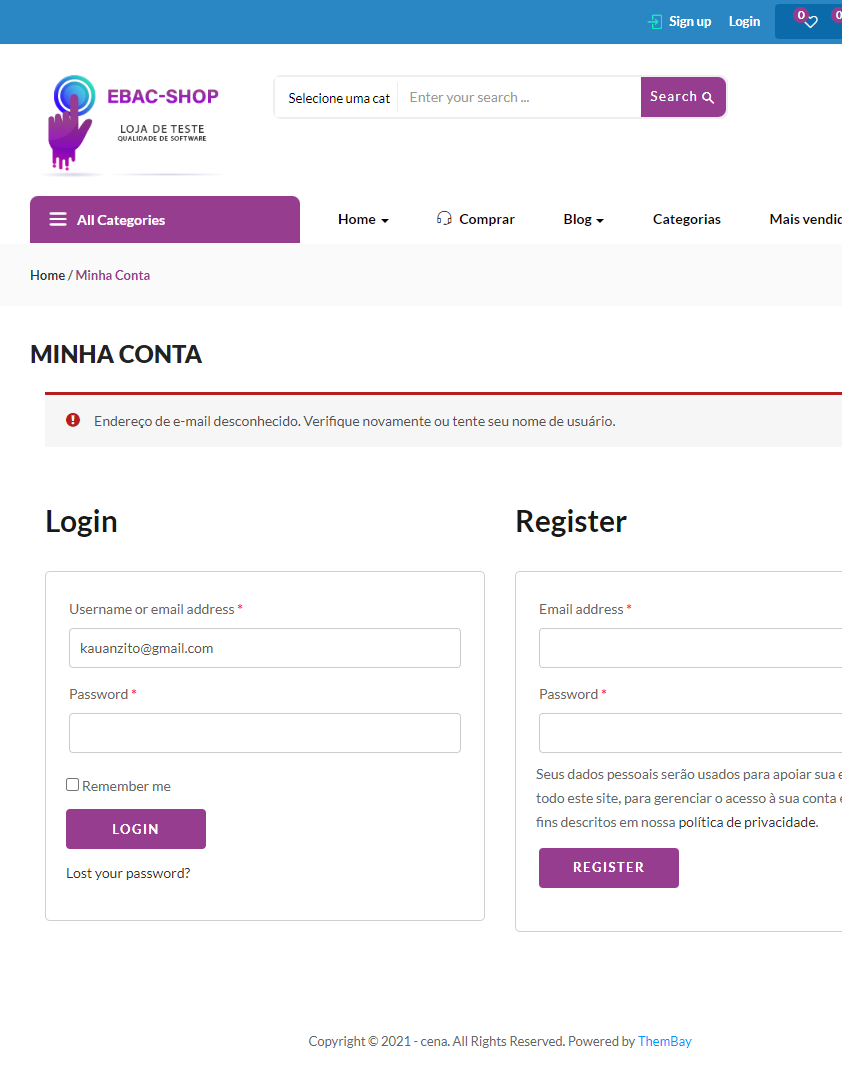 Sign up Login 0 0
EBAC-SHOP
LOJA DE TESTE
QUALIDADE DE SOFTWARE
Selecione uma cat Enter your search ... Search
All Categories Home Comprar Blog Categorias Mais vendid
Home / Minha Conta
MINHA CONTA
Endereço de e-mail desconhecido. Verifique novamente ou tente seu nome de usuário.
Login
Username or email address *
kauanzito@gmail.com
Password *
Remember me
LOGIN
Lost your password?
Register
Email address *
Password *
Seus dados pessoais serão usados para apoiar sua e
todo este site, para gerenciar o acesso à sua conta e
fins descritos em nossa política de privacidade.
REGISTER
Copyright © 2021 - cena. All Rights Reserved. Powered by ThemBay